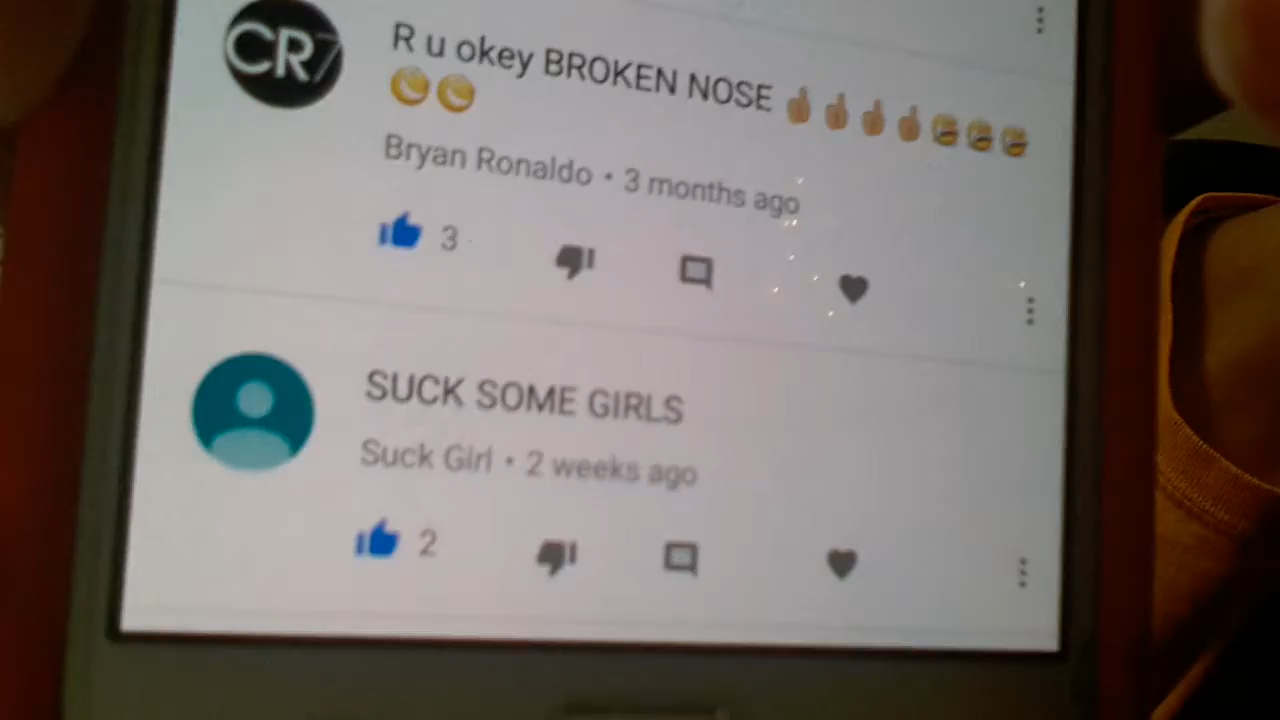 CR7
R u okey BROKEN NOSE 🖕🖕🖕🖕😂😂😂
😂😂
Bryan Ronaldo • 3 months ago
3
SUCK SOME GIRLS
Suck Girl • 2 weeks ago
2